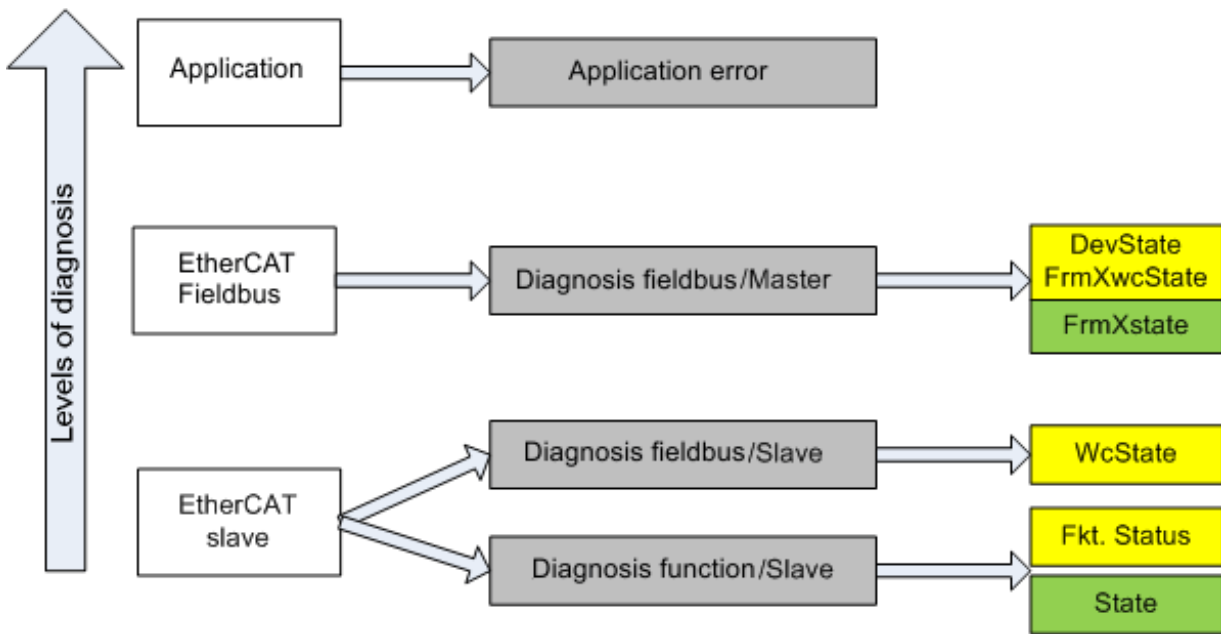 Levels of diagnosis
Application
Application error
EtherCAT
Fieldbus
Diagnosis fieldbus/Master
DevState
FrmXwcState
FrmXstate
EtherCAT
slave
Diagnosis fieldbus/Slave
WcState
Diagnosis function/Slave
Fkt. Status
State